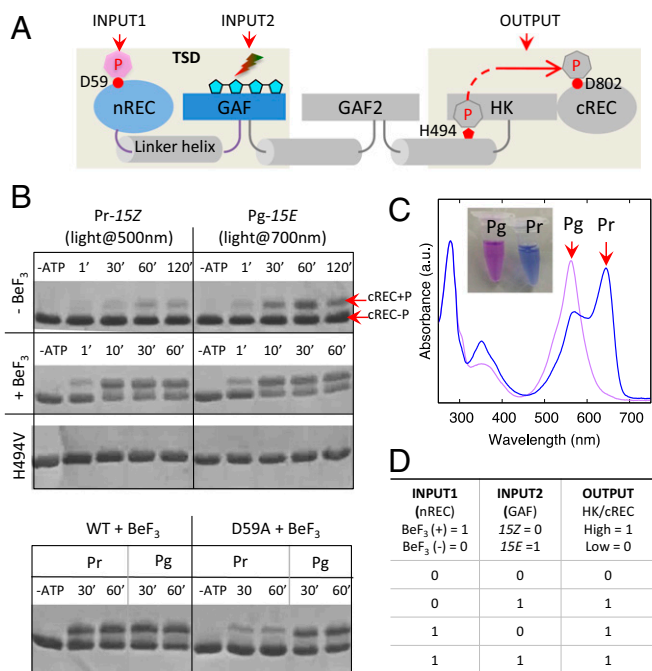 A
INPUT1 INPUT2 OUTPUT
TSD
P P
D59 D802
nREC GAF GAF2 P HK cREC
H494
Linker helix
B
Pr-15Z Pg-15E
(light@500nm) (light@700nm)
-ATP 1' 30' 60' 120' -ATP 1' 30' 60' 120'
- BeF3
cREC+P
cREC-P
-ATP 1' 10' 30' 60' -ATP 1' 10' 30' 60'
+ BeF3
H494V
WT + BeF3 D59A + BeF3
Pr Pg Pr Pg
-ATP 30' 60' 30' 60' -ATP 30 60' 30' 60'
C
Pg Pr Pg Pr
Absorbance (a.u.)
300 400 500 600 700
Wavelength (nm)
D
INPUT1 INPUT2 OUTPUT
(nREC) (GAF) HK/cREC
BeF3 (+) = 1 15Z = 0 High = 1
BeF3 (-) = 0 15E =1 Low = 0
0 0 0
0 1 1
1 0 1
1 1 1